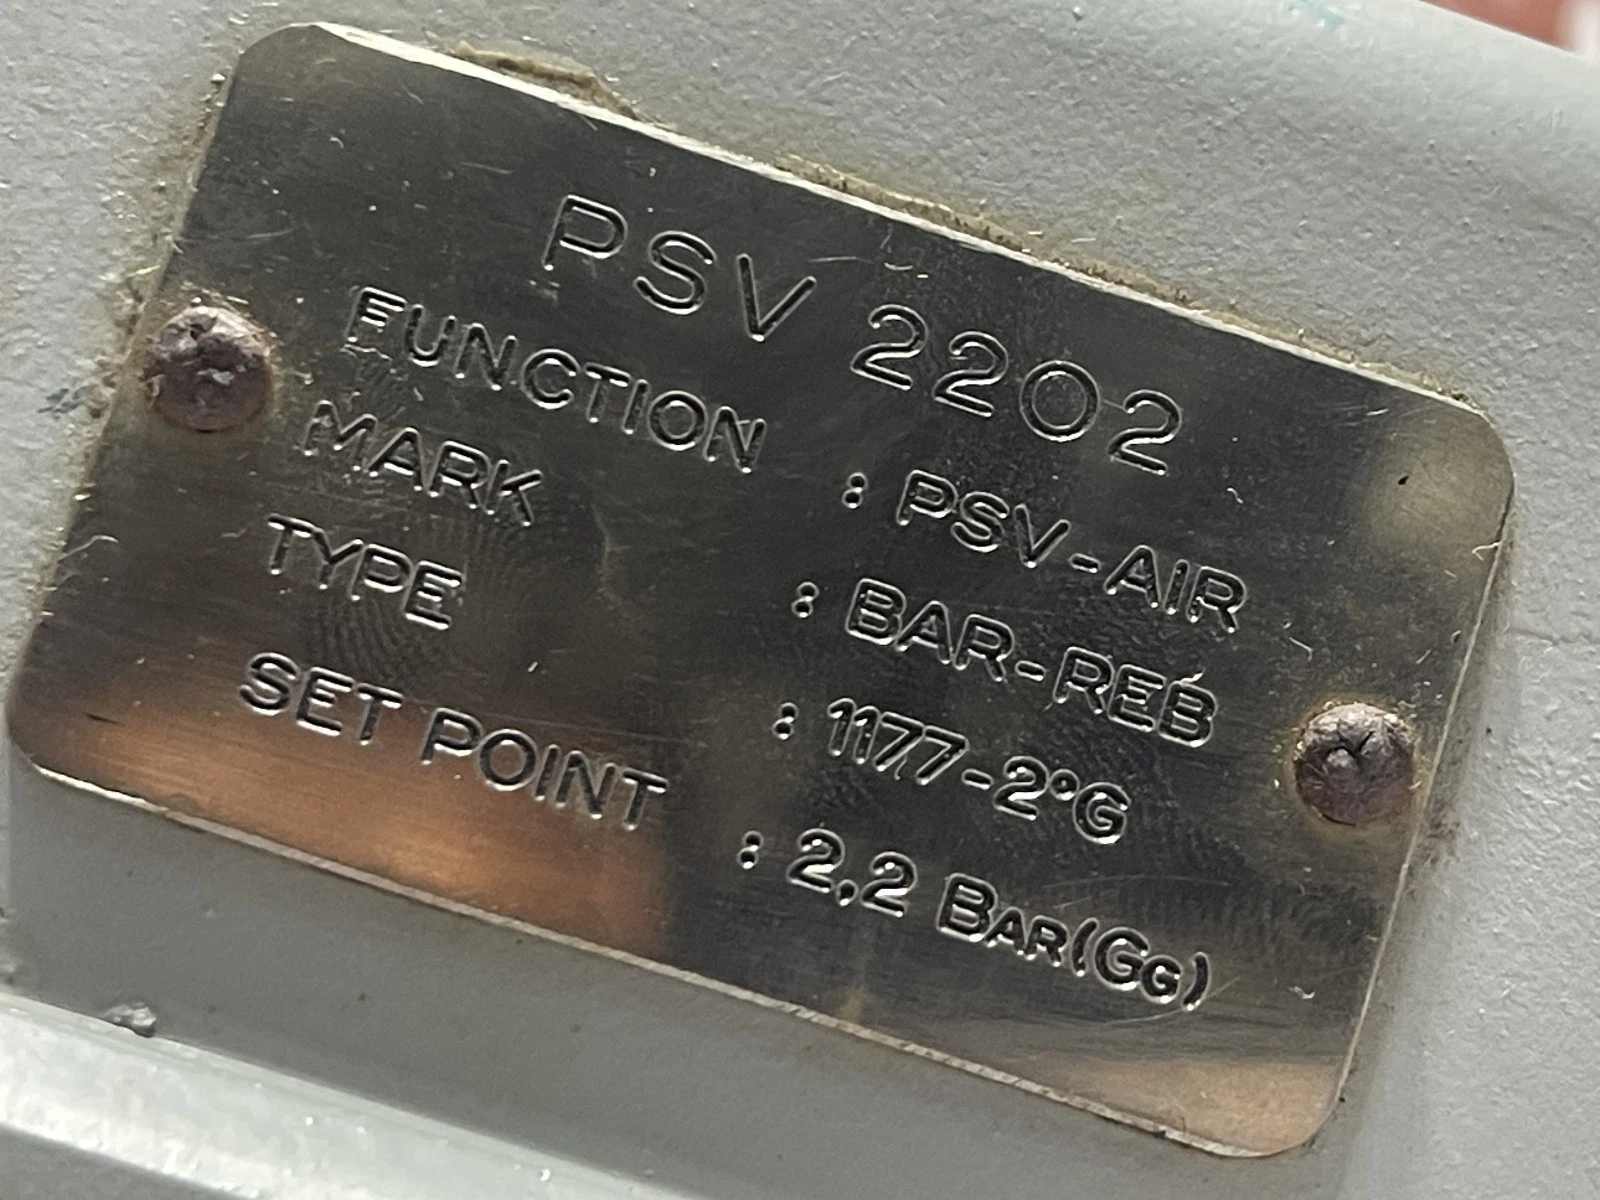 PSV 2202
FUNCTION : PSV-AIR
MARK : BAR-REB
TYPE : 1177-2°G
SET POINT : 2,2 BAR(GG)